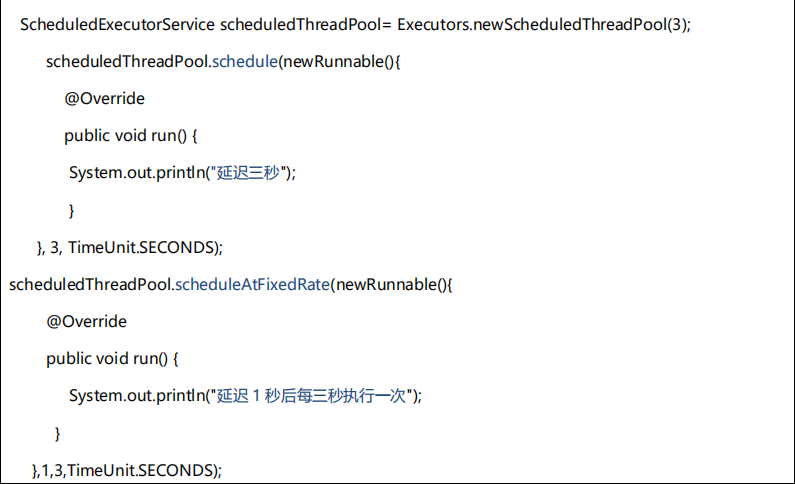 ScheduledExecutorService scheduledThreadPool= Executors.newScheduledThreadPool(3);
scheduledThreadPool.schedule(newRunnable(){
@Override
public void run() {
System.out.println("延迟三秒");
}
}, 3, TimeUnit.SECONDS);
scheduledThreadPool.scheduleAtFixedRate(newRunnable(){
@Override
public void run() {
System.out.println("延迟 1 秒后每三秒执行一次");
}
},1,3,TimeUnit.SECONDS);